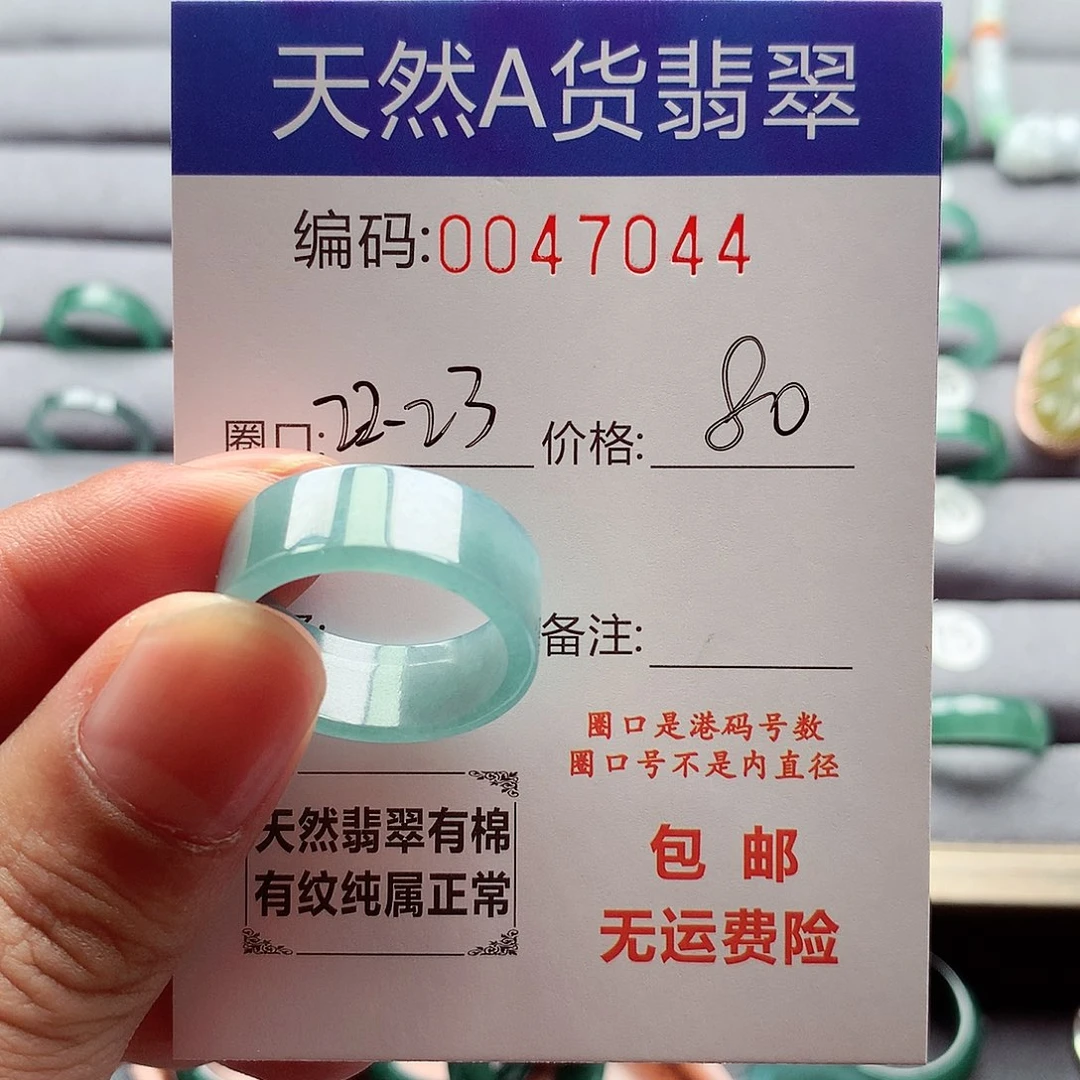 天然A货翡翠
编码:0047044
圈口:22-23 价格:80
备注:
圈口是港码号数
圈口号不是内直径
天然翡翠有棉
有纹纯属正常
包邮
无运费险